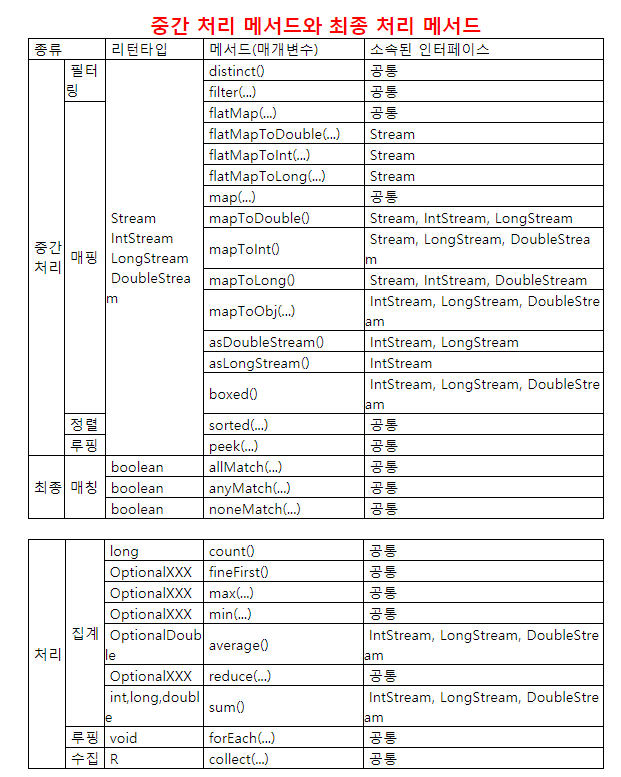 중간 처리 메서드와 최종 처리 메서드
종류 리턴타입 메서드(매개변수) 소속된 인터페이스
중간 처리 필터링 Stream IntStream LongStream DoubleStream distinct() 공통
filter(...) 공통
매핑 flatMap(...) 공통
flatMapToDouble(...) Stream
flatMapToInt(...) Stream
flatMapToLong(...) Stream
map(...) 공통
mapToDouble() Stream, IntStream, LongStream
mapToInt() Stream, LongStream, DoubleStream
mapToLong() Stream, IntStream, DoubleStream
mapToObj(...) IntStream, LongStream, DoubleStream
asDoubleStream() IntStream, LongStream
asLongStream() IntStream
boxed() IntStream, LongStream, DoubleStream
정렬 sorted(...) 공통
루핑 peek(...) 공통
최종 매칭 boolean allMatch(...) 공통
boolean anyMatch(...) 공통
boolean noneMatch(...) 공통
처리 집계 long count() 공통
OptionalXXX fineFirst() 공통
OptionalXXX max(...) 공통
OptionalXXX min(...) 공통
OptionalDouble average() IntStream, LongStream, DoubleStream
OptionalXXX reduce(...) 공통
int,long,double sum() IntStream, LongStream, DoubleStream
루핑 void forEach(...) 공통
수집 R collect(...) 공통